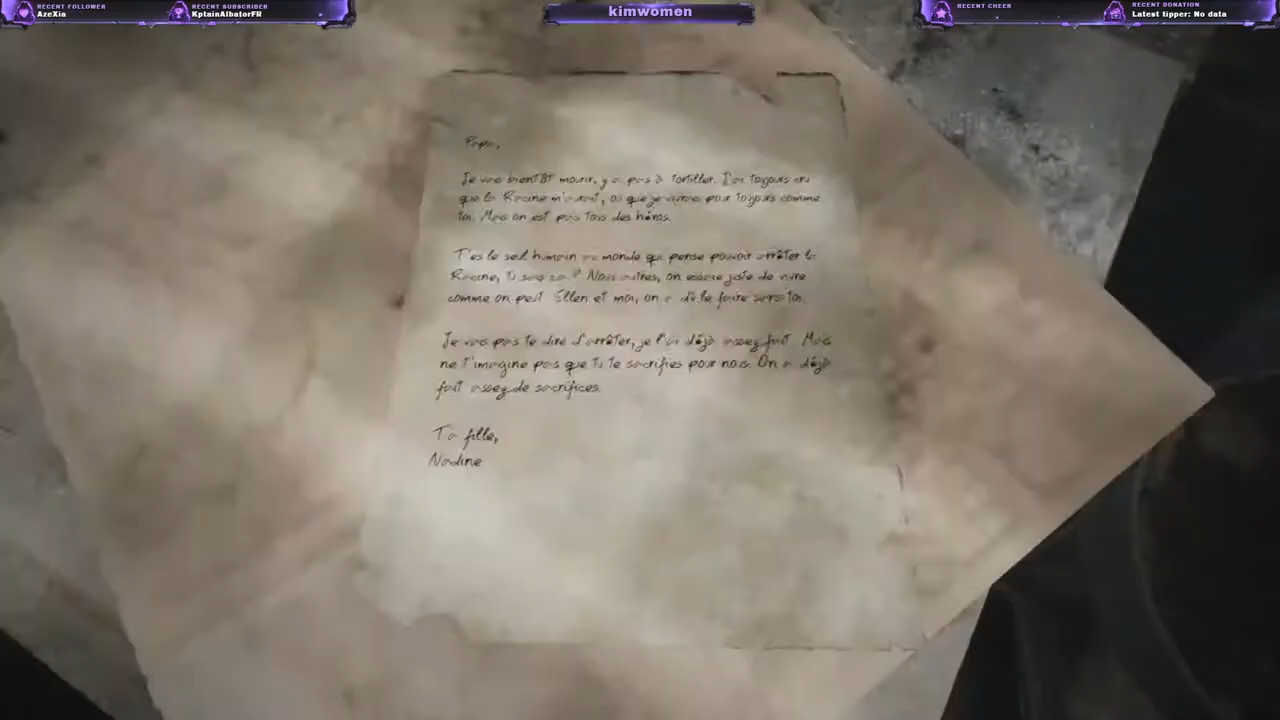 RECENT FOLLOWER
AzeXia
RECENT SUBSCRIBER
KptainAlbatorFR
kimwomen
RECENT CHEER
RECENT DONATION
Latest tipper: No data
Papa,
Je vais bientôt mourir, y a pas à tortiller. J'ai toujours cru
que la Racine m'aurait, ou que je vivrais pour toujours comme
toi. Mais on est pas tous des héros.
T'es le seul humain au monde qui pense pouvoir arrêter la
Racine, tu sais ça ? Nous autres, on essaie juste de vivre
comme on peut. Ellen et moi, on a dû le faire sans toi.
Je vais pas te dire d'arrêter, je l'ai déjà assez fait. Mais
ne t'imagine pas que tu te sacrifies pour nous. On a déjà
fait assez de sacrifices.
Ta fille,
Nadine